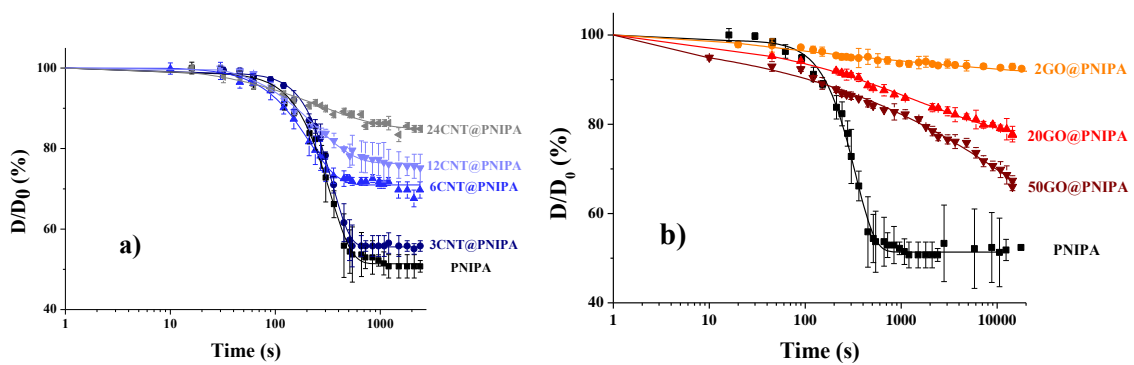 100
80
60
40
D/D0 (%)
24CNT@PNIPA
12CNT@PNIPA
6CNT@PNIPA
3CNT@PNIPA
PNIPA
a)
1
10
100
1000
Time (s)
100
80
60
40
D/D0 (%)
2GO@PNIPA
20GO@PNIPA
50GO@PNIPA
PNIPA
b)
1
10
100
1000
10000
Time (s)